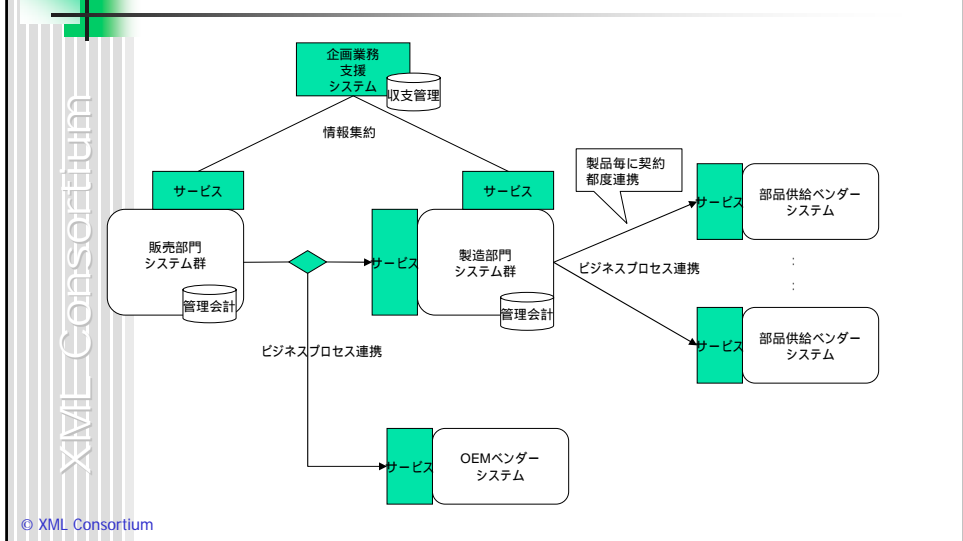 XML Consortium
企画業務
支援
システム
収支管理
情報集約
サービス
サービス
製品毎に契約
都度連携
サービス
部品供給ベンダー
システム
販売部門
システム群
管理会計
サービス
製造部門
システム群
管理会計
ビジネスプロセス連携
:
:
ビジネスプロセス連携
サービス
部品供給ベンダー
システム
サービス
OEMベンダー
システム
© XML Consortium